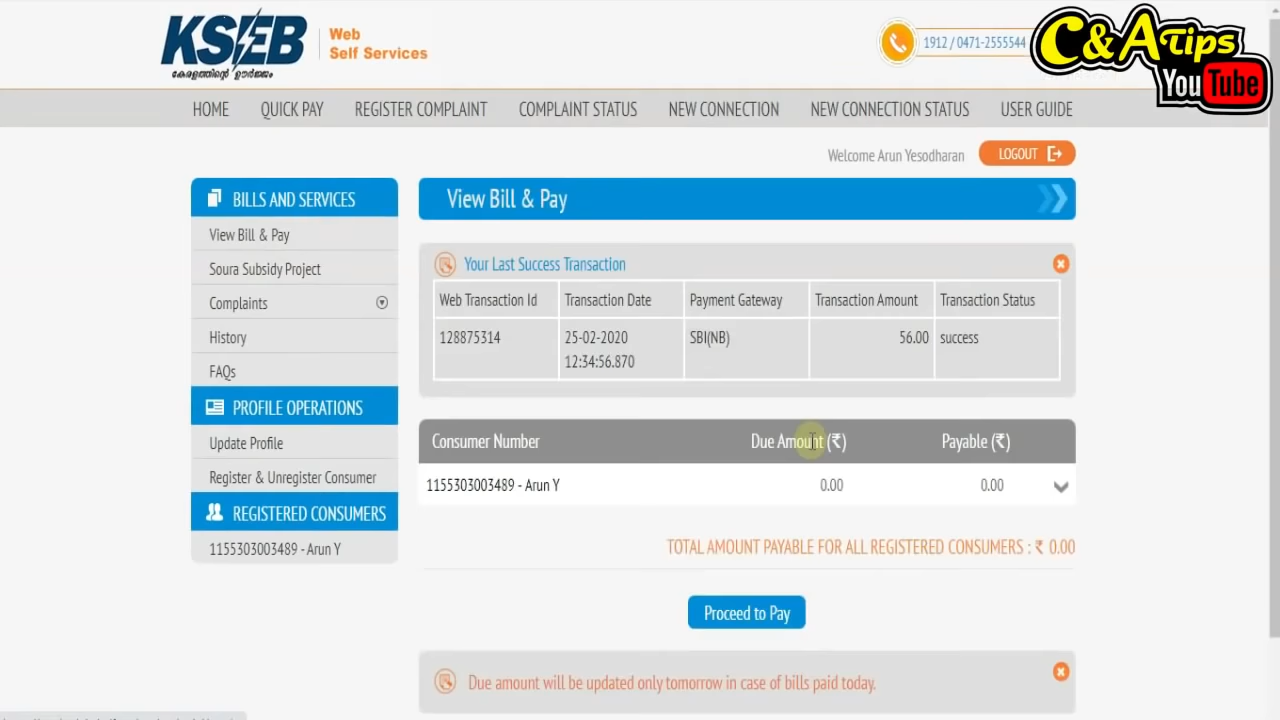 KSEB
കേരളത്തിന്റെ ഊർജ്ജം
Web
Self Services
1912 / 0471-2555544
C&A Tips
YouTube
HOME QUICK PAY REGISTER COMPLAINT COMPLAINT STATUS NEW CONNECTION NEW CONNECTION STATUS USER GUIDE
Welcome Arun Yesodharan LOGOUT
BILLS AND SERVICES
View Bill & Pay
Soura Subsidy Project
Complaints
History
FAQs
PROFILE OPERATIONS
Update Profile
Register & Unregister Consumer
REGISTERED CONSUMERS
1155303003489 - Arun Y
View Bill & Pay
Your Last Success Transaction
Web Transaction Id Transaction Date Payment Gateway Transaction Amount Transaction Status
128875314 25-02-2020 SBI(NB) 56.00 success
12:34:56.870
Consumer Number Due Amount (₹) Payable (₹)
1155303003489 - Arun Y 0.00 0.00
TOTAL AMOUNT PAYABLE FOR ALL REGISTERED CONSUMERS : ₹ 0.00
Proceed to Pay
Due amount will be updated only tomorrow in case of bills paid today.